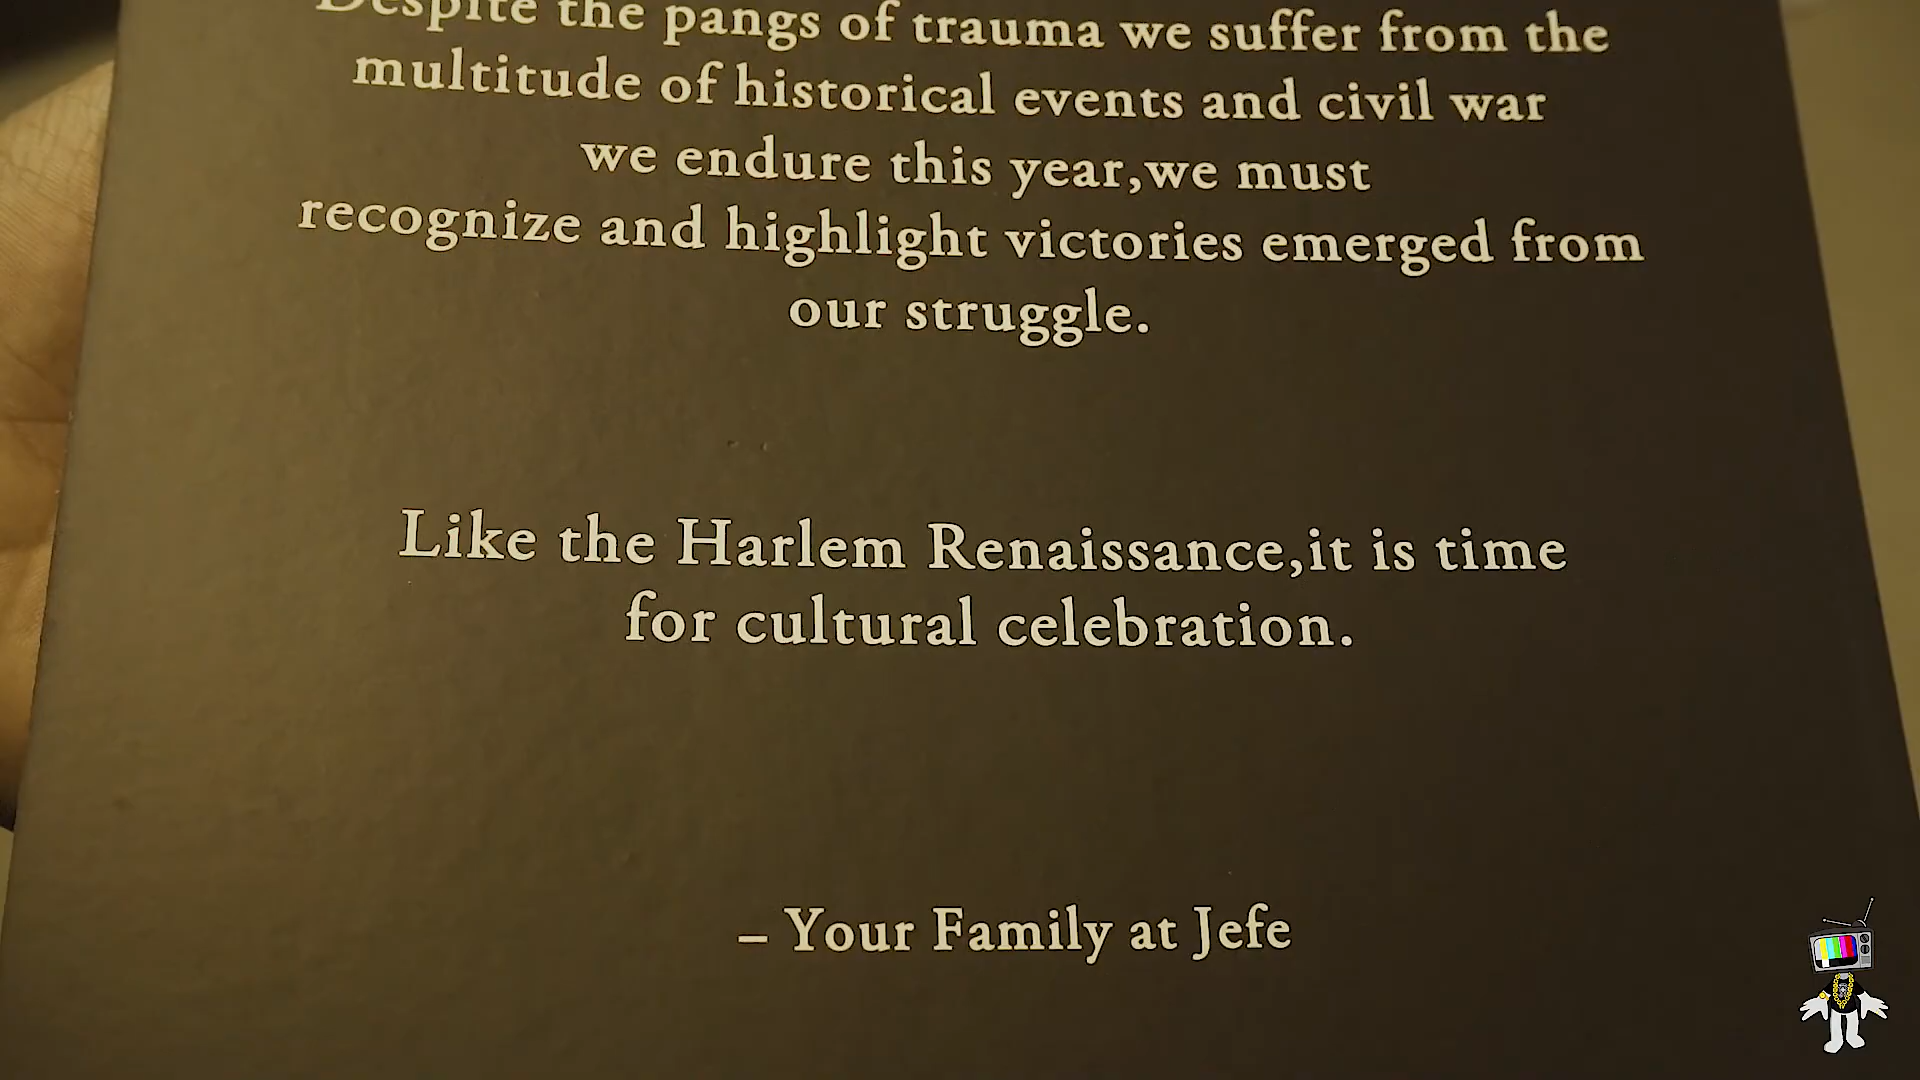 Despite the pangs of trauma we suffer from the
multitude of historical events and civil war
we endure this year,we must
recognize and highlight victories emerged from
our struggle.
Like the Harlem Renaissance,it is time
for cultural celebration.
– Your Family at Jefe